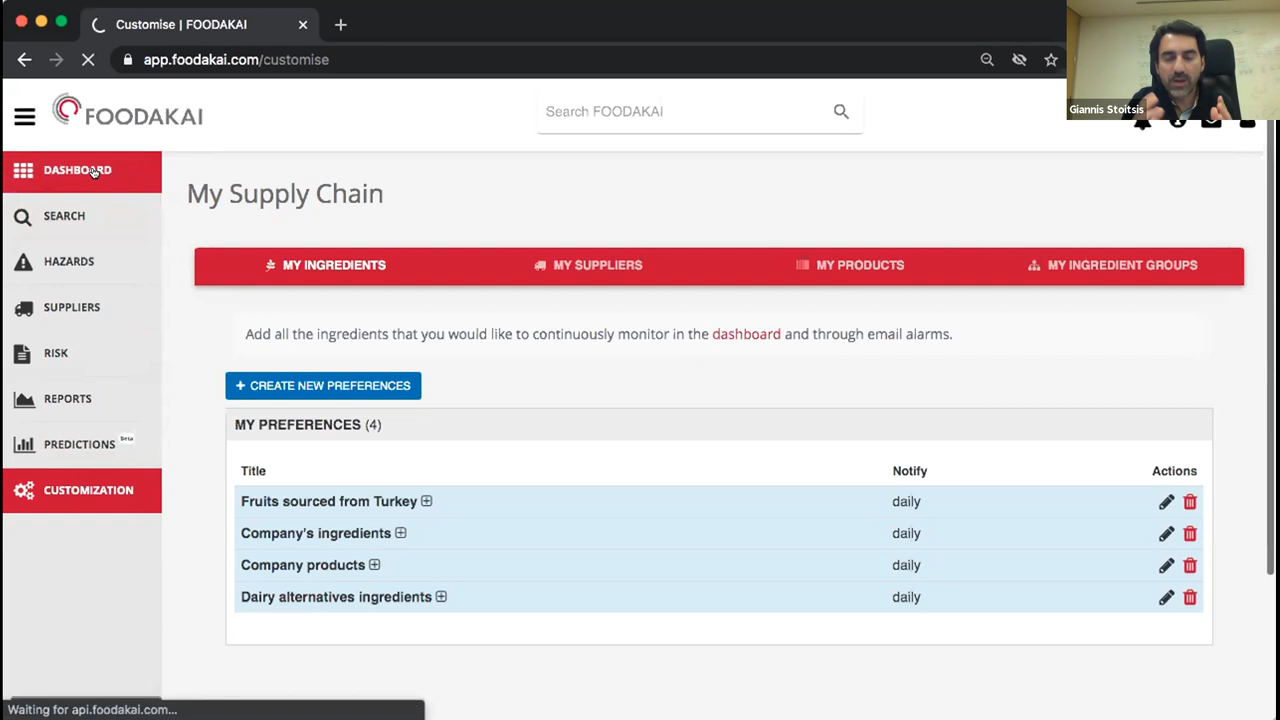 Customise | FOODAKAI
app.foodakai.com/customise
Giannis Stoitsis
FOODAKAI
Search FOODAKAI
DASHBOARD
SEARCH
HAZARDS
SUPPLIERS
RISK
REPORTS
PREDICTIONS Beta
CUSTOMIZATION
My Supply Chain
MY INGREDIENTS MY SUPPLIERS MY PRODUCTS MY INGREDIENT GROUPS
Add all the ingredients that you would like to continuously monitor in the dashboard and through email alarms.
+ CREATE NEW PREFERENCES
MY PREFERENCES (4)
Title Notify Actions
Fruits sourced from Turkey daily
Company's ingredients daily
Company products daily
Dairy alternatives ingredients daily
Waiting for api.foodakai.com...